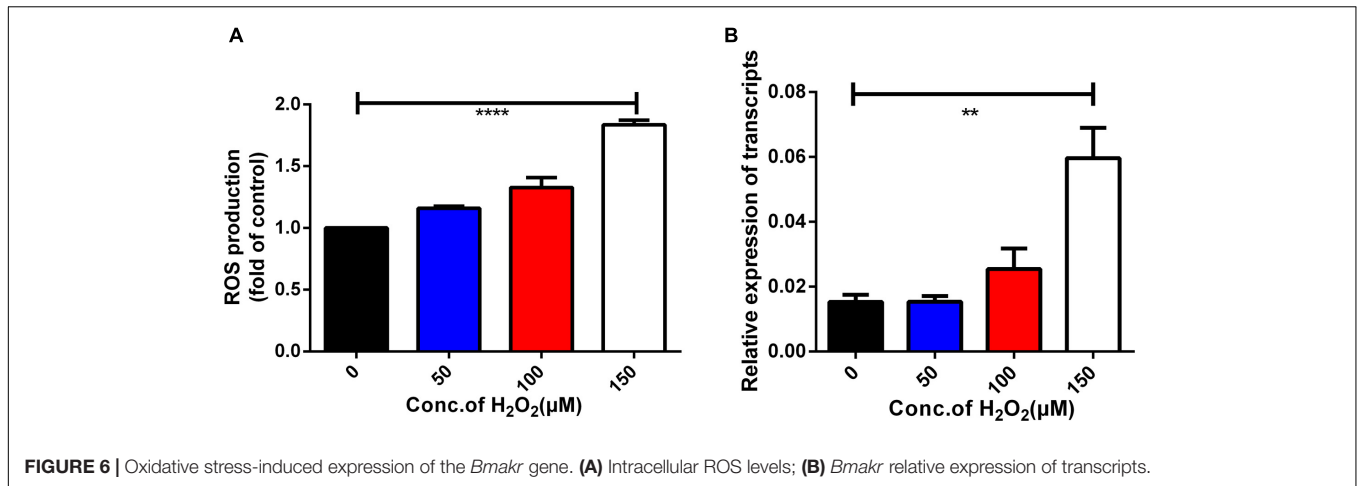 A
ROS production
(fold of control)
2.0
1.5
1.0
0.5
0.0
****
0
50
100
150
Conc.of H₂O₂(µM)
B
Relative expression of transcripts
0.08
0.06
0.04
0.02
0.00
**
0
50
100
150
Conc.of H₂O₂(µM)
FIGURE 6 | Oxidative stress-induced expression of the Bmakr gene. (A) Intracellular ROS levels; (B) Bmakr relative expression of transcripts.